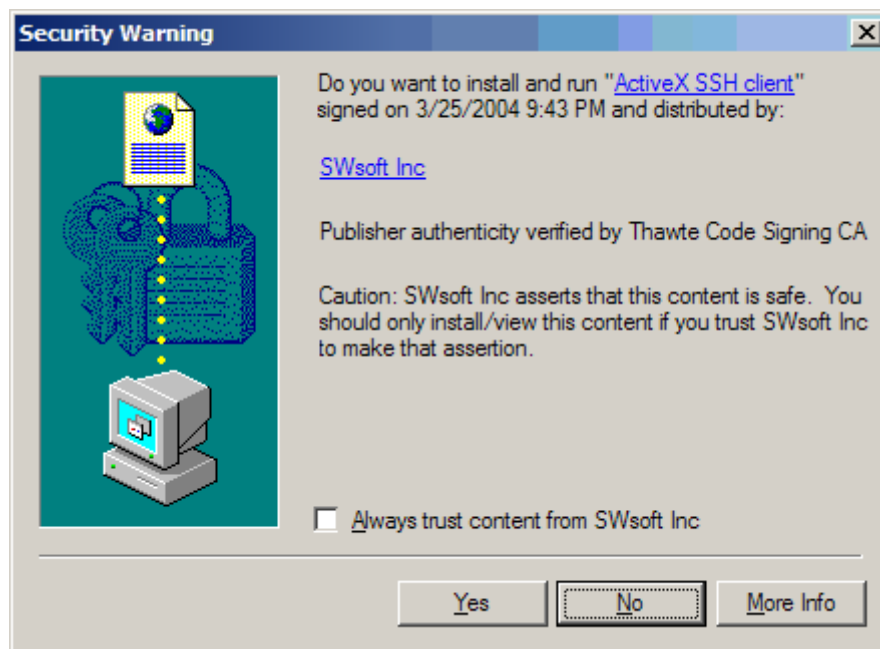 Security Warning
Do you want to install and run "ActiveX SSH client"
signed on 3/25/2004 9:43 PM and distributed by:
SWsoft Inc
Publisher authenticity verified by Thawte Code Signing CA
Caution: SWsoft Inc asserts that this content is safe. You
should only install/view this content if you trust SWsoft Inc
to make that assertion.
Always trust content from SWsoft Inc
Yes No More Info